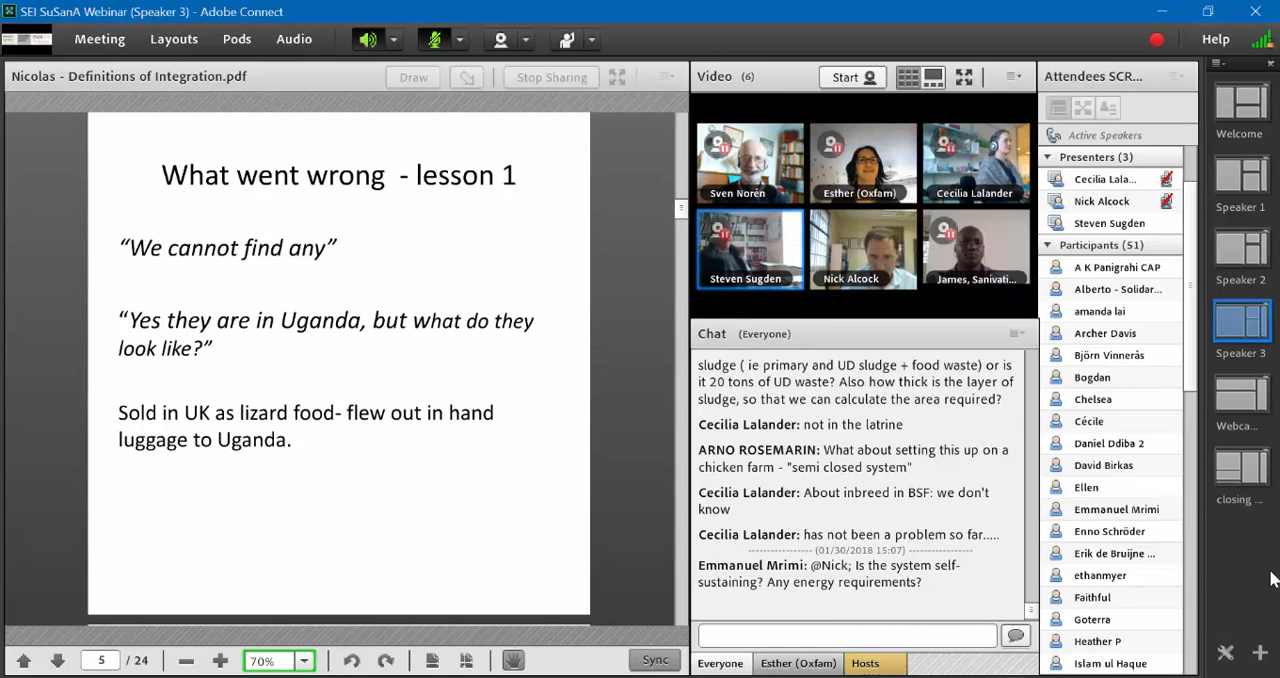 SEI SuSanA Webinar (Speaker 3) - Adobe Connect
Meeting Layouts Pods Audio Help
Nicolas - Definitions of Integration.pdf Draw Stop Sharing
What went wrong - lesson 1
“We cannot find any”
“Yes they are in Uganda, but what do they
look like?”
Sold in UK as lizard food- flew out in hand
luggage to Uganda.
5 / 24 70% Sync
Video (6) Start
Sven Norén Esther (Oxfam) Cecilia Lalander
Steven Sugden Nick Alcock James, Sanivati...
Chat (Everyone)
sludge ( ie primary and UD sludge + food waste) or is
it 20 tons of UD waste? Also how thick is the layer of
sludge, so that we can calculate the area required?
Cecilia Lalander: not in the latrine
ARNO ROSEMARIN: What about setting this up on a
chicken farm - "semi closed system"
Cecilia Lalander: About inbreed in BSF: we don't
know
Cecilia Lalander: has not been a problem so far.....
------------------ (01/30/2018 15:07) ------------------
Emmanuel Mrimi: @Nick; Is the system self-
sustaining? Any energy requirements?
Everyone Esther (Oxfam) Hosts
Attendees SCR...
Active Speakers
Presenters (3)
Cecilia Lala...
Nick Alcock
Steven Sugden
Participants (51)
A K Panigrahi CAP
Alberto - Solidar...
amanda lai
Archer Davis
Björn Vinnerås
Bogdan
Chelsea
Cécile
Daniel Ddiba 2
David Birkas
Ellen
Emmanuel Mrimi
Enno Schröder
Erik de Bruijne ...
ethanmyer
Faithful
Goterra
Heather P
Islam ul Haque
Welcome
Speaker 1
Speaker 2
Speaker 3
Webca...
closing ...